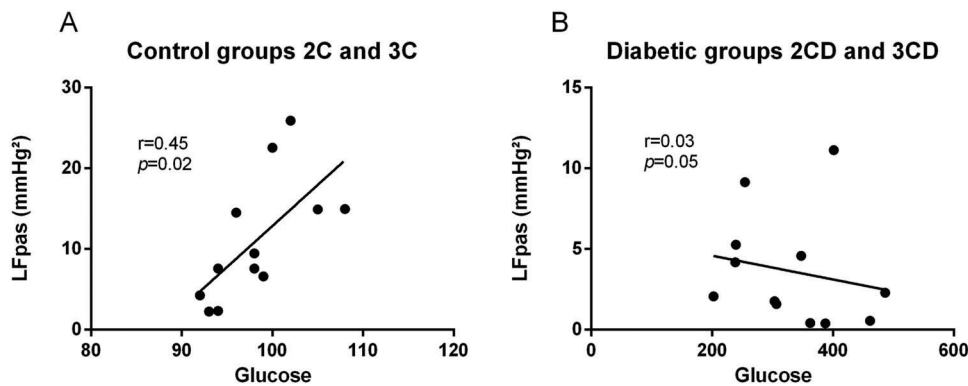 A
Control groups 2C and 3C
LFpas (mmHg²)
30
20
10
0
r=0.45
p=0.02
80
90
100
110
120
Glucose
B
Diabetic groups 2CD and 3CD
LFpas (mmHg²)
15
10
5
0
r=0.03
p=0.05
0
200
400
600
Glucose